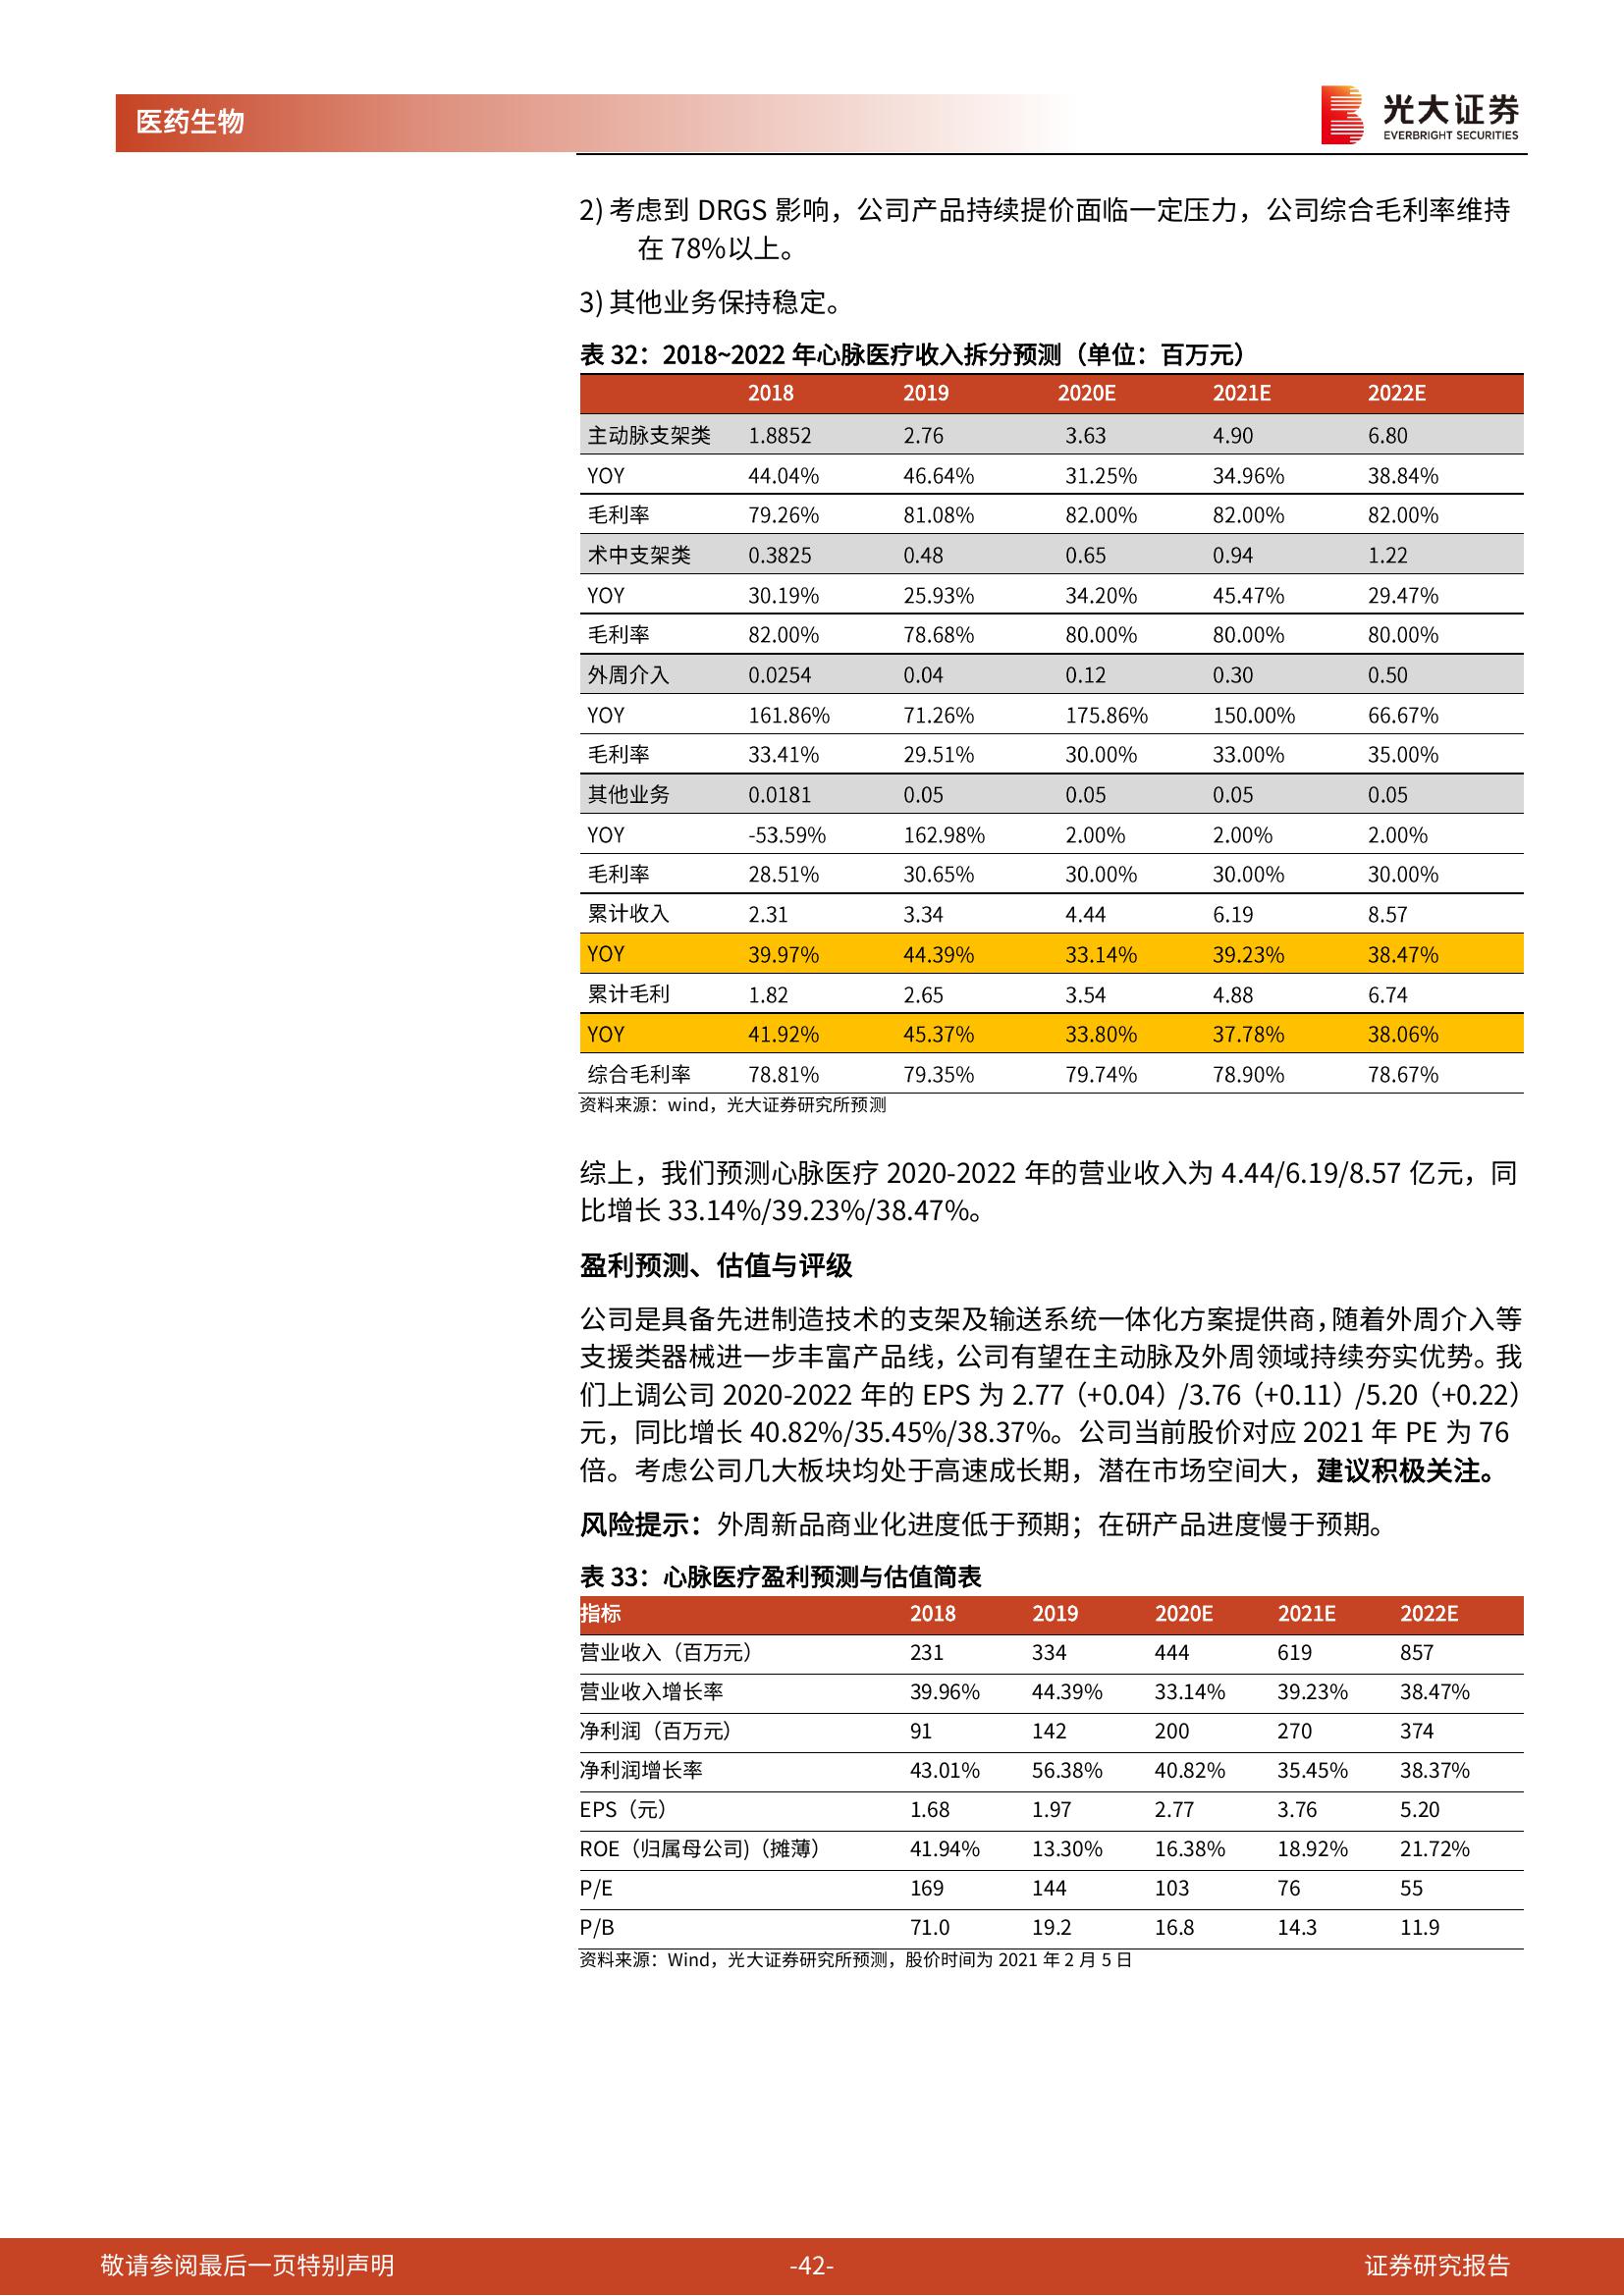 医药生物
光大证券
EVERBRIGHT SECURITIES
2) 考虑到 DRGS 影响，公司产品持续提价面临一定压力，公司综合毛利率维持
在 78%以上。
3) 其他业务保持稳定。
表 32：2018~2022 年心脉医疗收入拆分预测（单位：百万元）
2018 2019 2020E 2021E 2022E
主动脉支架类 1.8852 2.76 3.63 4.90 6.80
YOY 44.04% 46.64% 31.25% 34.96% 38.84%
毛利率 79.26% 81.08% 82.00% 82.00% 82.00%
术中支架类 0.3825 0.48 0.65 0.94 1.22
YOY 30.19% 25.93% 34.20% 45.47% 29.47%
毛利率 82.00% 78.68% 80.00% 80.00% 80.00%
外周介入 0.0254 0.04 0.12 0.30 0.50
YOY 161.86% 71.26% 175.86% 150.00% 66.67%
毛利率 33.41% 29.51% 30.00% 33.00% 35.00%
其他业务 0.0181 0.05 0.05 0.05 0.05
YOY -53.59% 162.98% 2.00% 2.00% 2.00%
毛利率 28.51% 30.65% 30.00% 30.00% 30.00%
累计收入 2.31 3.34 4.44 6.19 8.57
YOY 39.97% 44.39% 33.14% 39.23% 38.47%
累计毛利 1.82 2.65 3.54 4.88 6.74
YOY 41.92% 45.37% 33.80% 37.78% 38.06%
综合毛利率 78.81% 79.35% 79.74% 78.90% 78.67%
资料来源：wind，光大证券研究所预测
综上，我们预测心脉医疗 2020-2022 年的营业收入为 4.44/6.19/8.57 亿元，同
比增长 33.14%/39.23%/38.47%。
盈利预测、估值与评级
公司是具备先进制造技术的支架及输送系统一体化方案提供商，随着外周介入等
支援类器械进一步丰富产品线，公司有望在主动脉及外周领域持续夯实优势。我
们上调公司 2020-2022 年的 EPS 为 2.77（+0.04）/3.76（+0.11）/5.20（+0.22）
元，同比增长 40.82%/35.45%/38.37%。公司当前股价对应 2021 年 PE 为 76
倍。考虑公司几大板块均处于高速成长期，潜在市场空间大，建议积极关注。
风险提示：外周新品商业化进度低于预期；在研产品进度慢于预期。
表 33：心脉医疗盈利预测与估值简表
指标 2018 2019 2020E 2021E 2022E
营业收入（百万元） 231 334 444 619 857
营业收入增长率 39.96% 44.39% 33.14% 39.23% 38.47%
净利润（百万元） 91 142 200 270 374
净利润增长率 43.01% 56.38% 40.82% 35.45% 38.37%
EPS（元） 1.68 1.97 2.77 3.76 5.20
ROE（归属母公司)（摊薄） 41.94% 13.30% 16.38% 18.92% 21.72%
P/E 169 144 103 76 55
P/B 71.0 19.2 16.8 14.3 11.9
资料来源：Wind，光大证券研究所预测，股价时间为 2021 年 2 月 5 日
敬请参阅最后一页特别声明 -42- 证券研究报告